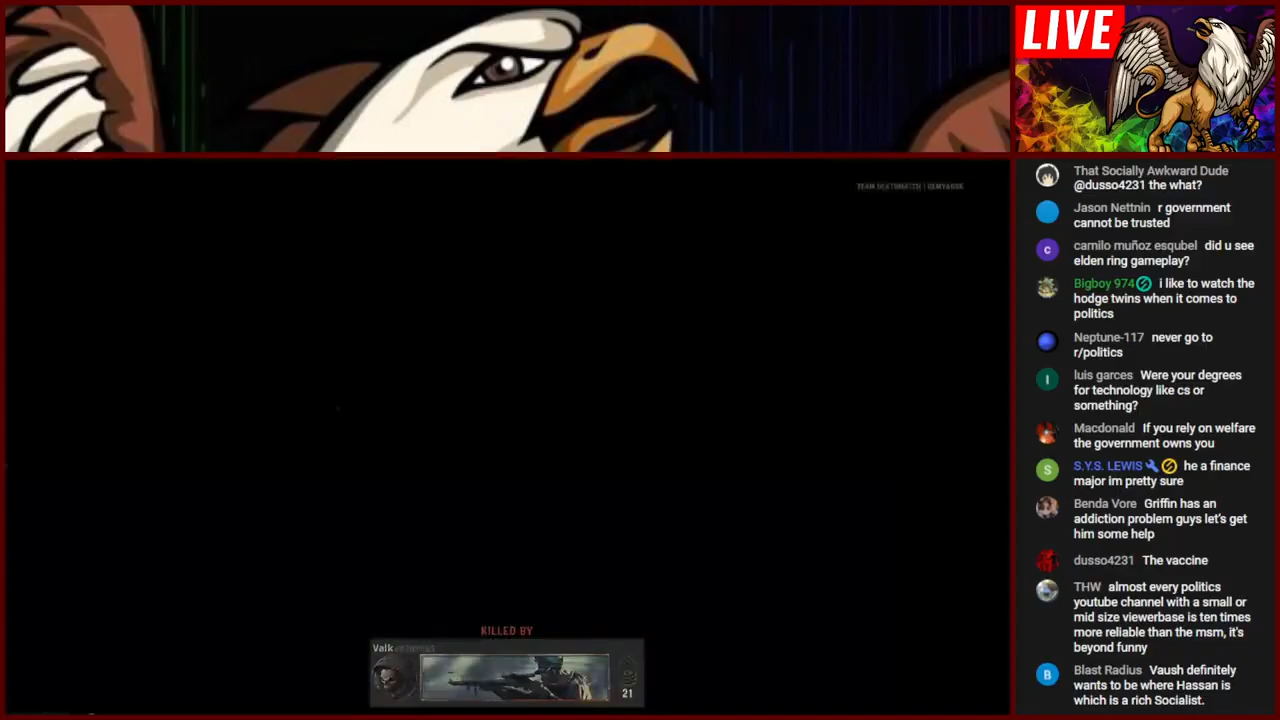 LIVE
TEAM DEATHMATCH | GUNYARSK
KILLED BY
Valk
21
That Socially Awkward Dude
@dusso4231 the what?
Jason Nettnin r government
cannot be trusted
c
camilo muñoz esqubel did u see
elden ring gameplay?
Bigboy 974 i like to watch the
hodge twins when it comes to
politics
Neptune-117 never go to
r/politics
l
luis garces Were your degrees
for technology like cs or
something?
Macdonald If you rely on welfare
the government owns you
S
S.Y.S. LEWIS he a finance
major im pretty sure
Benda Vore Griffin has an
addiction problem guys let's get
him some help
dusso4231 The vaccine
THW almost every politics
youtube channel with a small or
mid size viewerbase is ten times
more reliable than the msm, it's
beyond funny
B
Blast Radius Vaush definitely
wants to be where Hassan is
which is a rich Socialist.